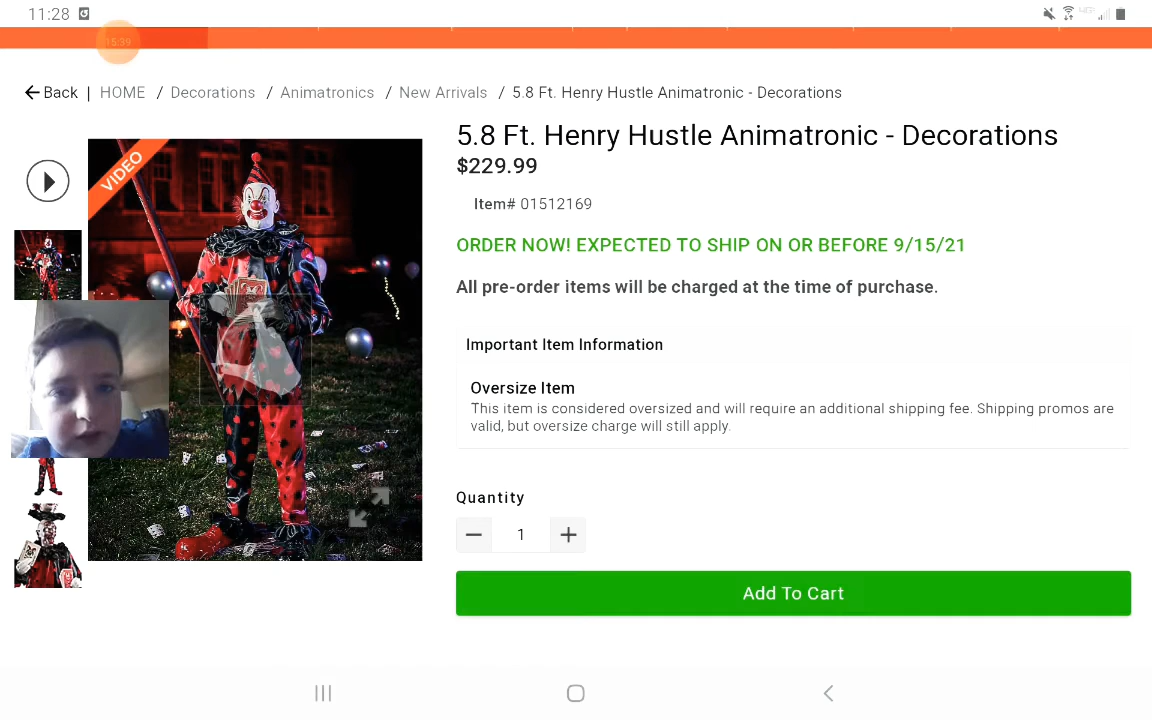 11:28
15:39
Back | HOME / Decorations / Animatronics / New Arrivals / 5.8 Ft. Henry Hustle Animatronic - Decorations
VIDEO
5.8 Ft. Henry Hustle Animatronic - Decorations
$229.99
Item# 01512169
ORDER NOW! EXPECTED TO SHIP ON OR BEFORE 9/15/21
All pre-order items will be charged at the time of purchase.
Important Item Information
Oversize Item
This item is considered oversized and will require an additional shipping fee. Shipping promos are
valid, but oversize charge will still apply.
Quantity
1
Add To Cart